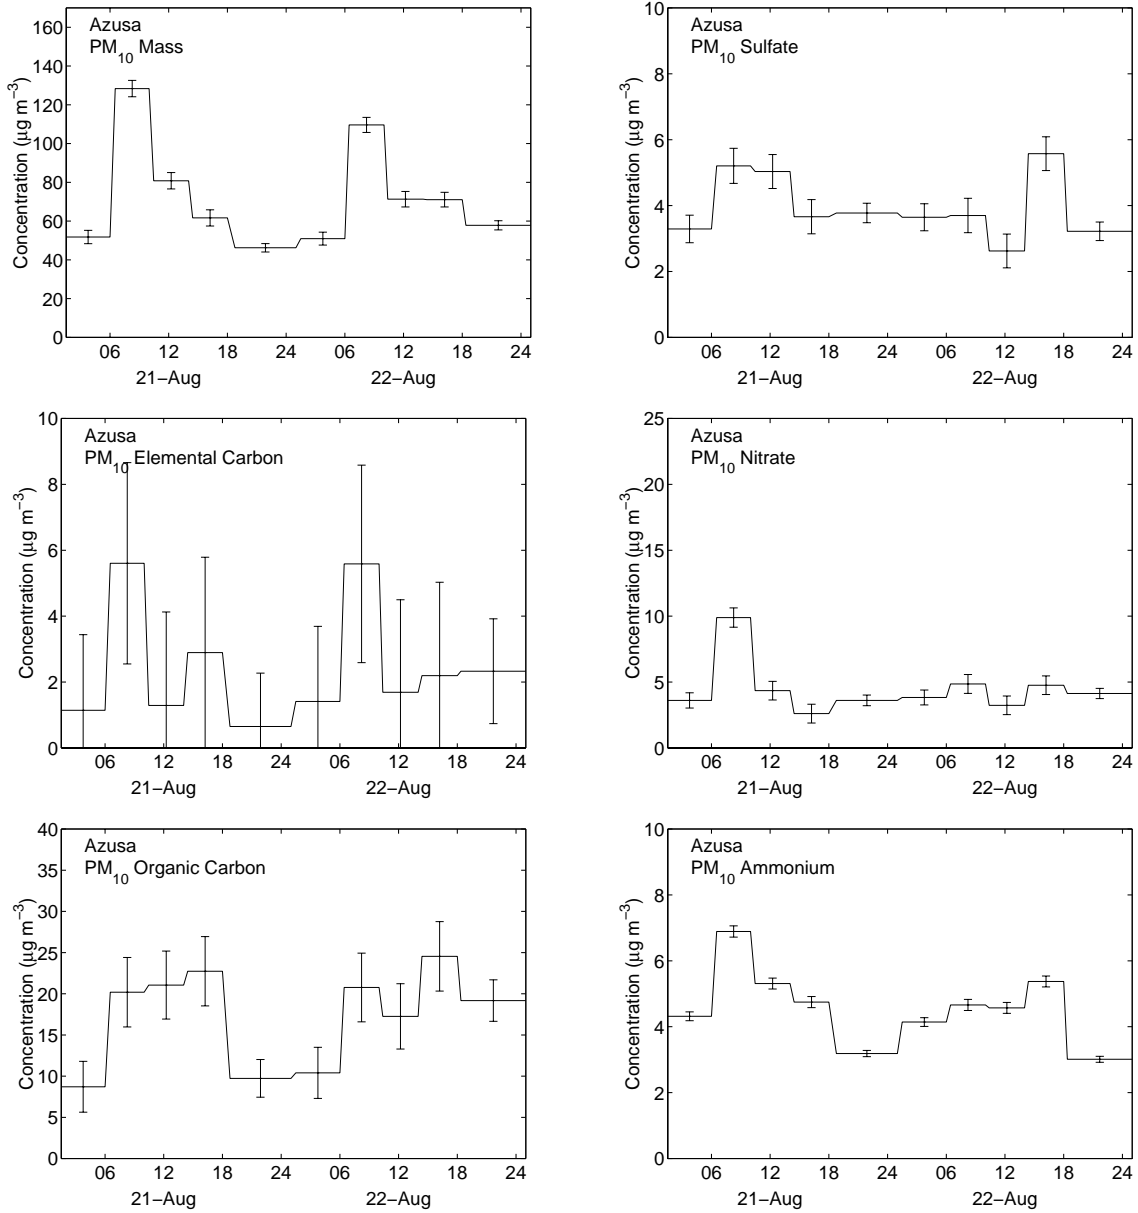 Azusa
PM10 Mass
Concentration (μg m−3)
160
140
120
100
80
60
40
20
0
06 12 18 24 06 12 18 24
21−Aug 22−Aug
Azusa
PM10 Sulfate
Concentration (μg m−3)
10
8
6
4
2
0
06 12 18 24 06 12 18 24
21−Aug 22−Aug
Azusa
PM10 Elemental Carbon
Concentration (μg m−3)
10
8
6
4
2
0
06 12 18 24 06 12 18 24
21−Aug 22−Aug
Azusa
PM10 Nitrate
Concentration (μg m−3)
25
20
15
10
5
0
06 12 18 24 06 12 18 24
21−Aug 22−Aug
Azusa
PM10 Organic Carbon
Concentration (μg m−3)
40
35
30
25
20
15
10
5
0
06 12 18 24 06 12 18 24
21−Aug 22−Aug
Azusa
PM10 Ammonium
Concentration (μg m−3)
10
8
6
4
2
0
06 12 18 24 06 12 18 24
21−Aug 22−Aug